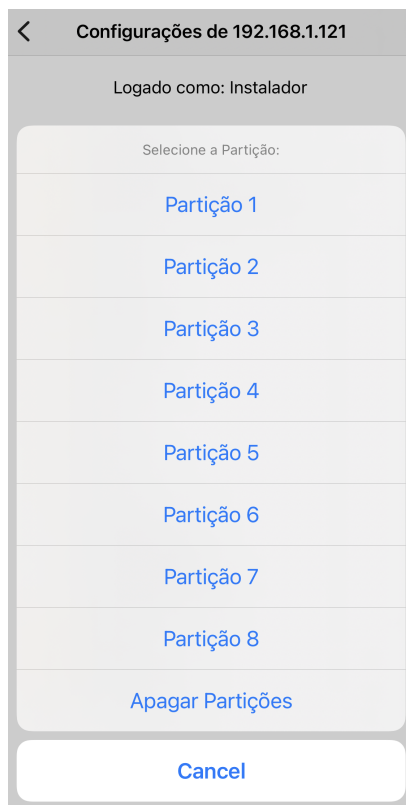 Configurações de 192.168.1.121
Logado como: Instalador
Selecione a Partição:
Partição 1
Partição 2
Partição 3
Partição 4
Partição 5
Partição 6
Partição 7
Partição 8
Apagar Partições
Cancel